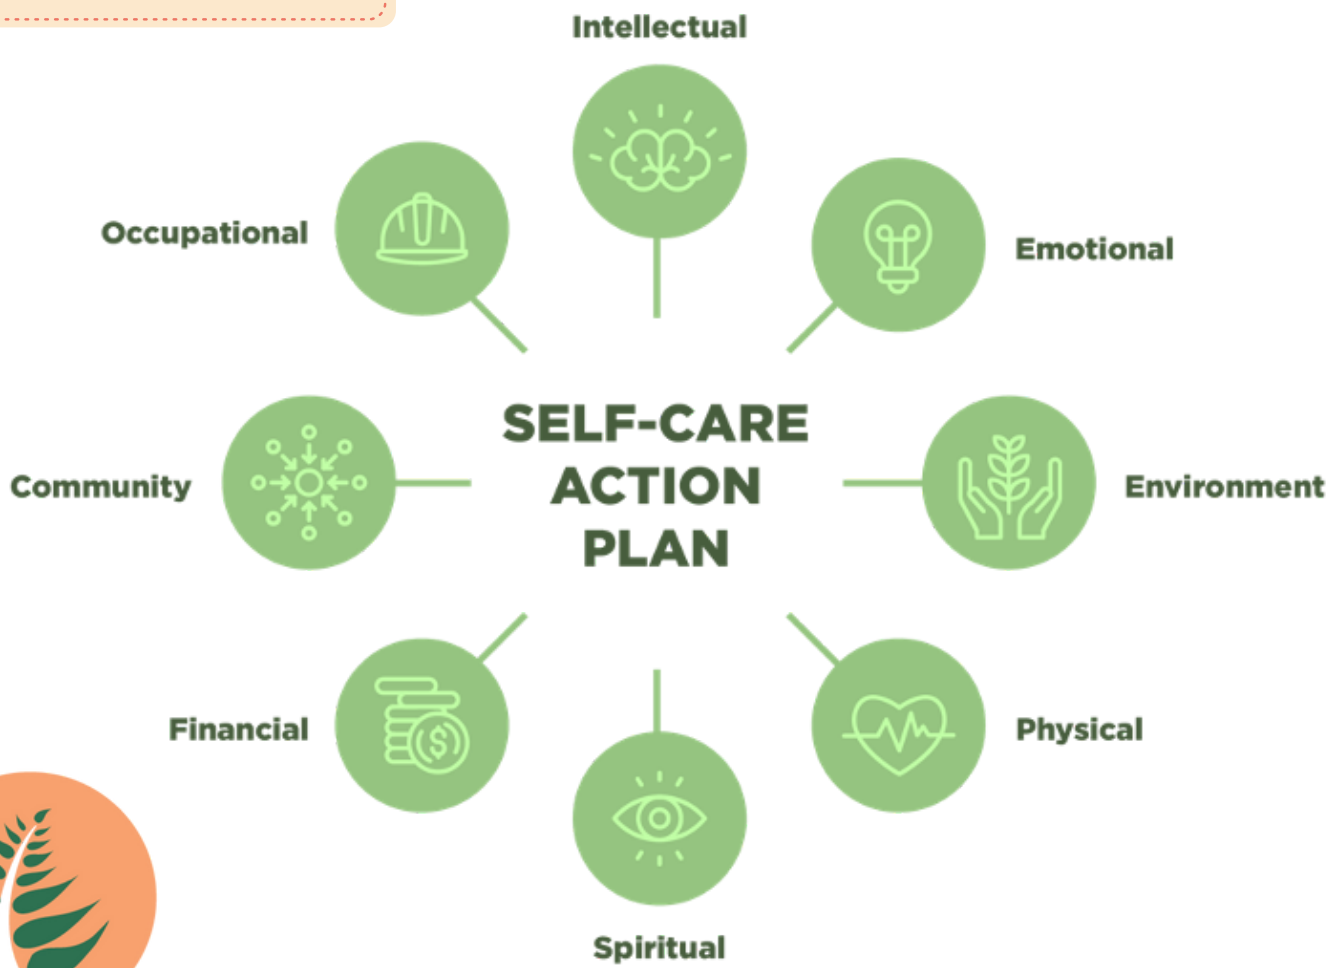 Intellectual
Occupational
Emotional
SELF-CARE
ACTION
PLAN
Community
Environment
Financial
Physical
Spiritual